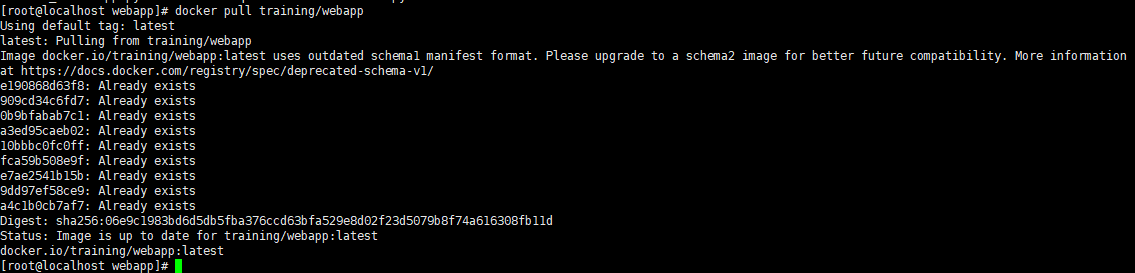 [root@localhost webapp]# docker pull training/webapp
Using default tag: latest
latest: Pulling from training/webapp
Image docker.io/training/webapp:latest uses outdated schema1 manifest format. Please upgrade to a schema2 image for better future compatibility. More information
at https://docs.docker.com/registry/spec/deprecated-schema-v1/
e190868d63f8: Already exists
909cd34c6fd7: Already exists
0b9bfabab7c1: Already exists
a3ed95caeb02: Already exists
10bbbc0fc0ff: Already exists
fca59b508e9f: Already exists
e7ae2541b15b: Already exists
9dd97ef58ce9: Already exists
a4c1b0cb7af7: Already exists
Digest: sha256:06e9c1983bd6d5db5fba376ccd63bfa529e8d02f23d5079b8f74a616308fb11d
Status: Image is up to date for training/webapp:latest
docker.io/training/webapp:latest
[root@localhost webapp]#